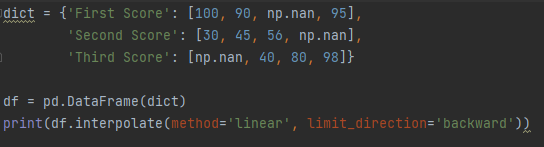 dict = {'First Score': [100, 90, np.nan, 95],
'Second Score': [30, 45, 56, np.nan],
'Third Score': [np.nan, 40, 80, 98]}
df = pd.DataFrame(dict)
print(df.interpolate(method='linear', limit_direction='backward'))